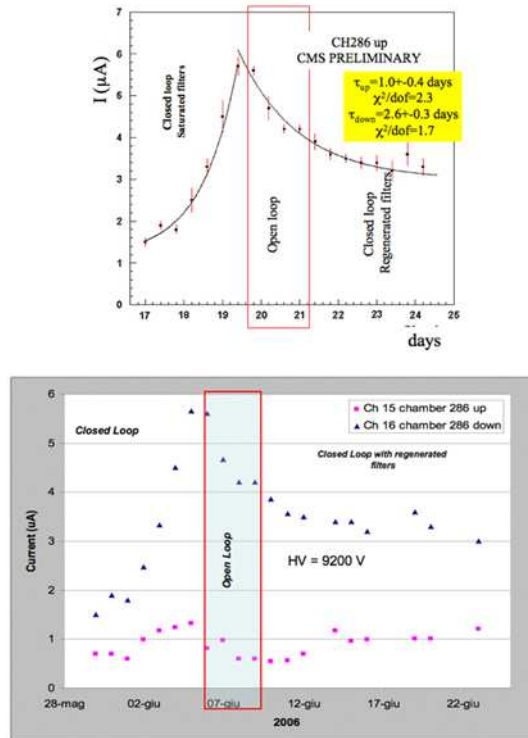 CH286 up
CMS PRELIMINARY
τup=1.0+-0.4 days
χ²/dof=2.3
τdown=2.6+-0.3 days
χ²/dof=1.7
I (μA)
7
6
5
4
3
2
1
0
Closed loop
Saturated filters
Open loop
Closed loop
Regenerated filters
17 18 19 20 21 22 23 24 25
days
6
5
4
3
2
1
0
Current (uA)
Closed Loop
Open Loop
Ch 15 chamber 286 up
Ch 16 chamber 286 down
Closed Loop with regenerated
filters
HV = 9200 V
28-mag 02-giu 07-giu 12-giu 17-giu 22-giu
2006